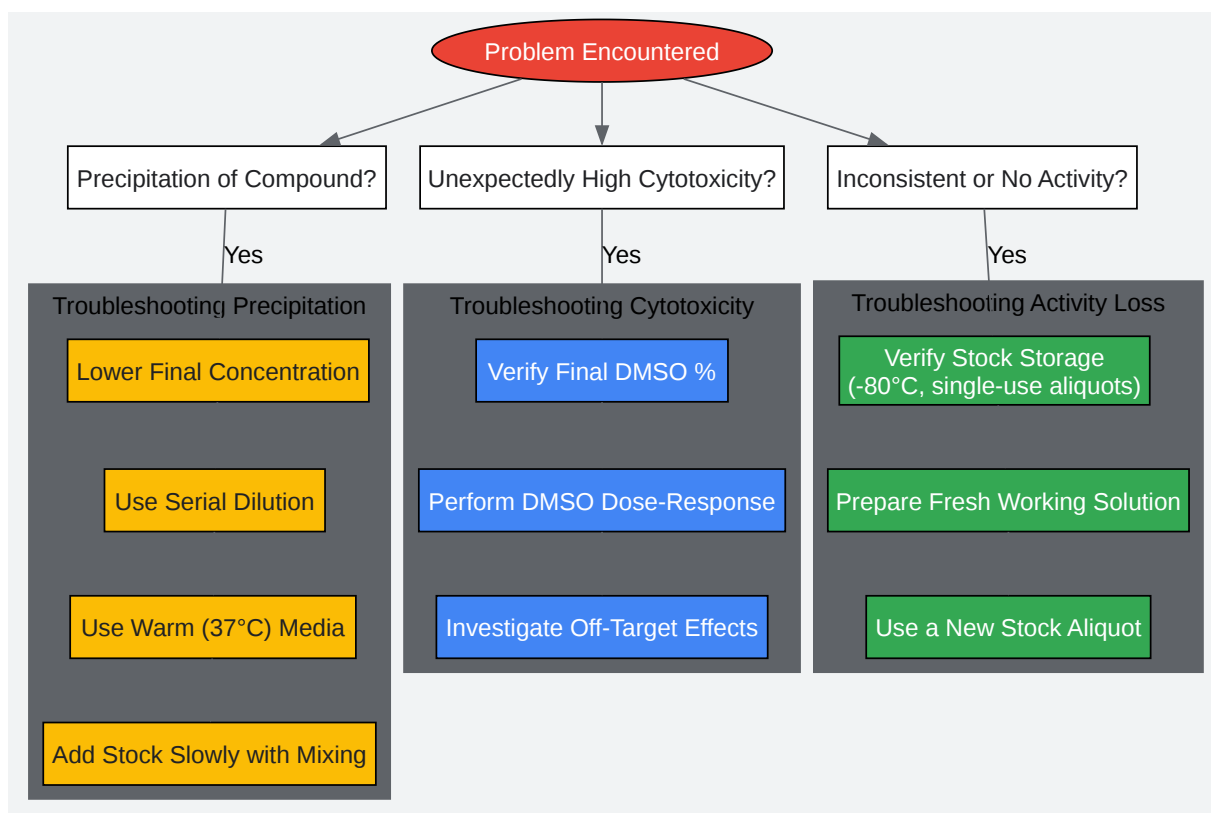 Problem Encountered
Precipitation of Compound?
Unexpectedly High Cytotoxicity?
Inconsistent or No Activity?
Yes
Yes
Yes
Troubleshooting Precipitation
Lower Final Concentration
Use Serial Dilution
Use Warm (37°C) Media
Add Stock Slowly with Mixing
Troubleshooting Cytotoxicity
Verify Final DMSO %
Perform DMSO Dose-Response
Investigate Off-Target Effects
Troubleshooting Activity Loss
Verify Stock Storage
(-80°C, single-use aliquots)
Prepare Fresh Working Solution
Use a New Stock Aliquot